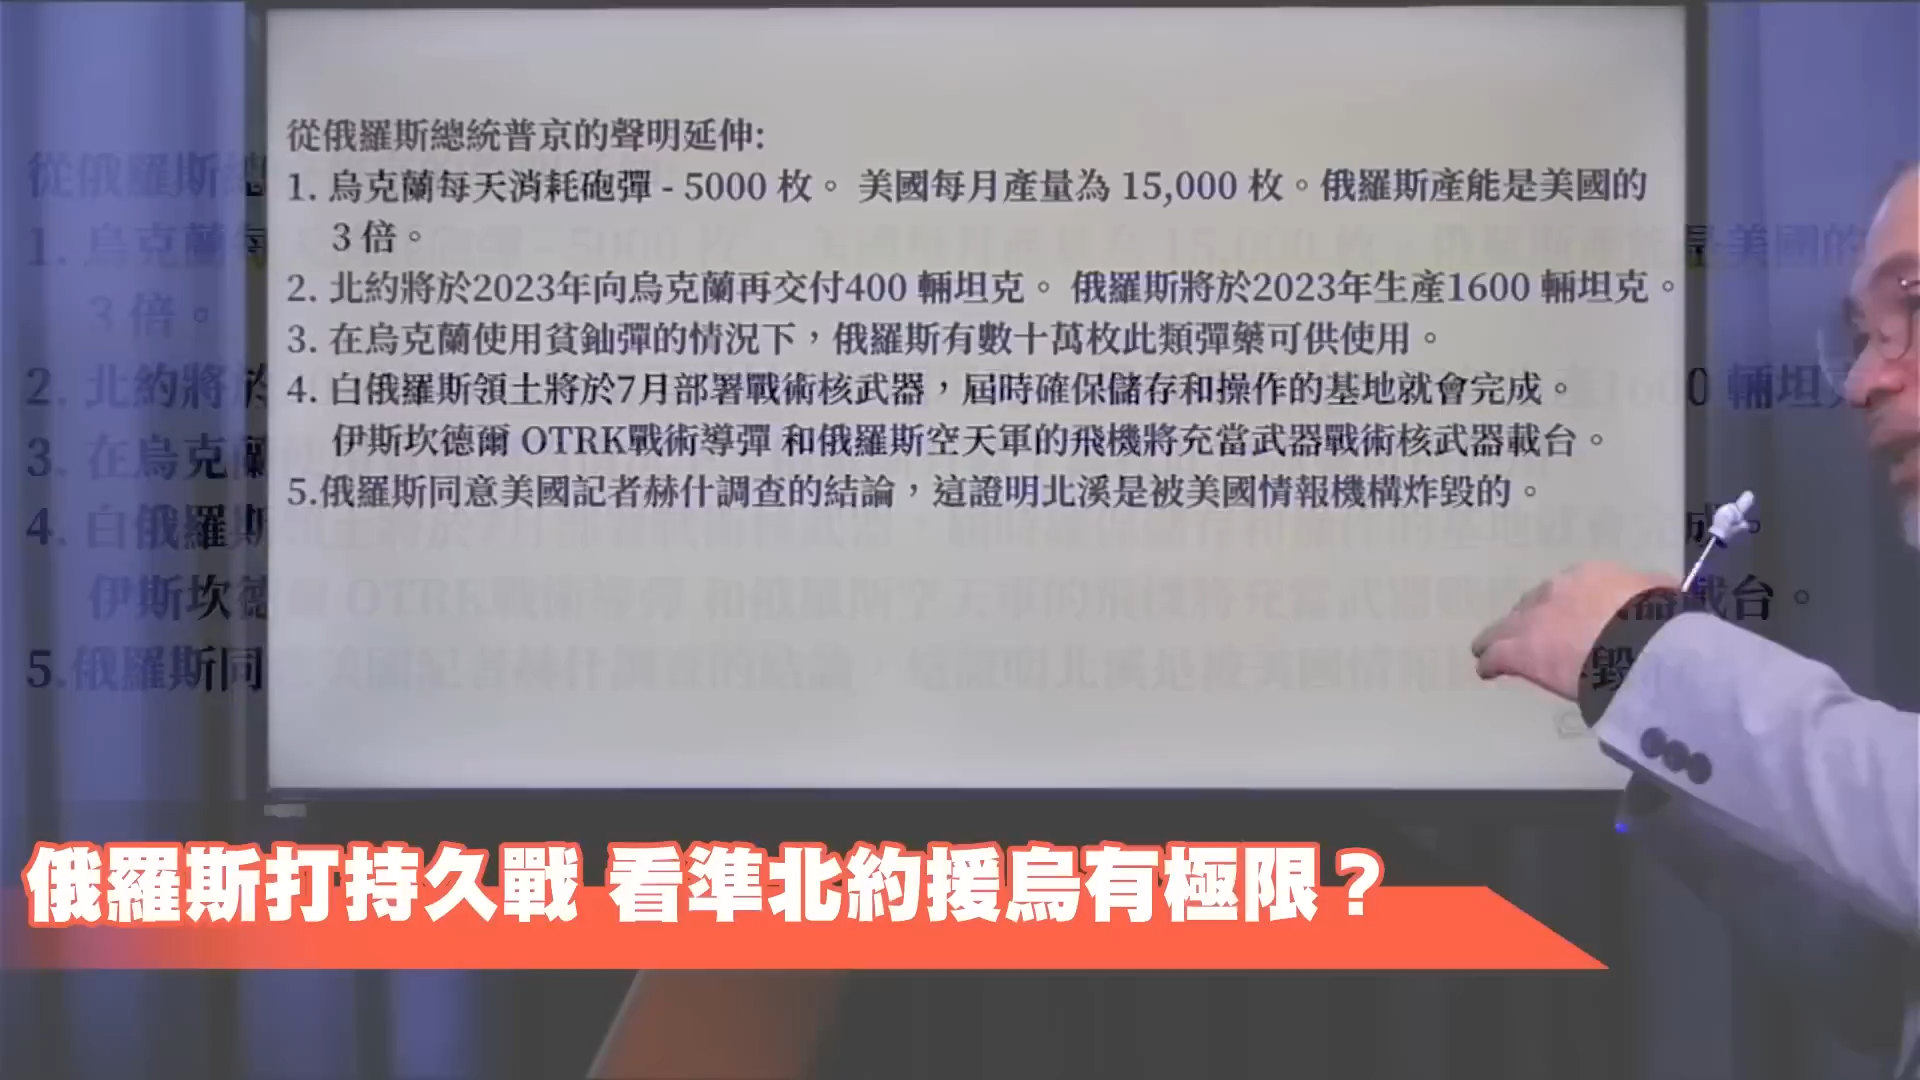 從俄羅斯總統普京的聲明延伸:
1. 烏克蘭每天消耗砲彈 - 5000 枚。 美國每月產量為 15,000 枚。俄羅斯產能是美國的
3 倍。
2. 北約將於2023年向烏克蘭再交付400 輛坦克。 俄羅斯將於2023年生產1600 輛坦克。
3. 在烏克蘭使用貧鈾彈的情況下，俄羅斯有數十萬枚此類彈藥可供使用。
4. 白俄羅斯領土將於7月部署戰術核武器，屆時確保儲存和操作的基地就會完成。
伊斯坎德爾 OTRK戰術導彈 和俄羅斯空天軍的飛機將充當武器戰術核武器載台。
5.俄羅斯同意美國記者赫什調查的結論，這證明北溪是被美國情報機構炸毀的。
俄羅斯打持久戰 看準北約援烏有極限？